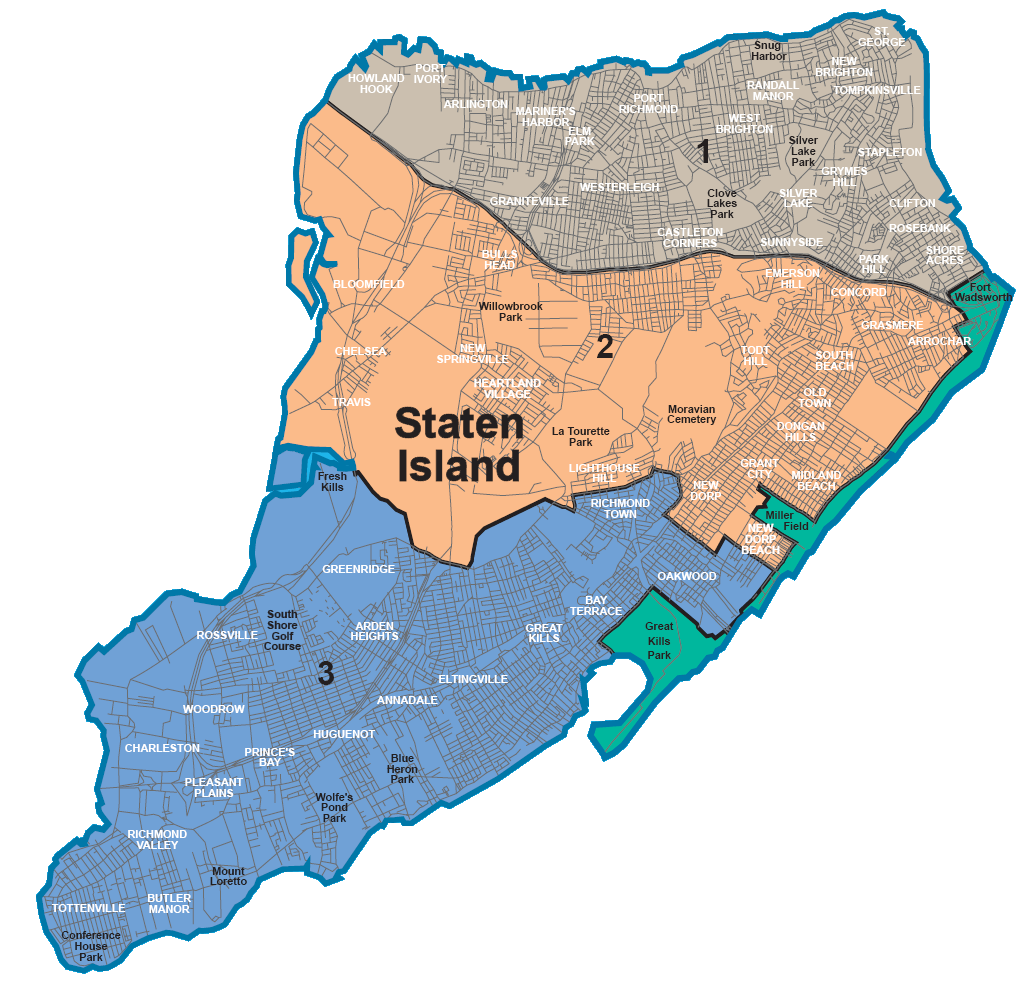 ST.
GEORGE
Snug
Harbor
PORT
IVORY
HOWLAND
HOOK
NEW
BRIGHTON
RANDALL
MANOR
TOMPKINSVILLE
ARLINGTON
PORT
RICHMOND
MARINER'S
HARBOR
ELM
PARK
WEST
BRIGHTON
1
Silver
Lake
Park
STAPLETON
GRYMES
HILL
WESTERLEIGH
Clove
Lakes
Park
SILVER
LAKE
GRANITEVILLE
CLIFTON
ROSEBANK
CASTLETON
CORNERS
SUNNYSIDE
SHORE
ACRES
PARK
HILL
BULLS
HEAD
EMERSON
HILL
BLOOMFIELD
CONCORD
Fort
Wadsworth
Willowbrook
Park
GRASMERE
ARROCHAR
2
CHELSEA
NEW
SPRINGVILLE
TODT
HILL
SOUTH
BEACH
HEARTLAND
VILLAGE
TRAVIS
OLD
TOWN
Moravian
Cemetery
Staten
Island
La Tourette
Park
DONGAN
HILLS
LIGHTHOUSE
HILL
GRANT
CITY
MIDLAND
BEACH
Fresh
Kills
NEW
DORP
RICHMOND
TOWN
Miller
Field
NEW
DORP
BEACH
GREENRIDGE
OAKWOOD
BAY
TERRACE
South
Shore
Golf
Course
ROSSVILLE
ARDEN
HEIGHTS
GREAT
KILLS
Great
Kills
Park
3
ELTINGVILLE
ANNADALE
WOODROW
HUGUENOT
CHARLESTON
PRINCE'S
BAY
Blue
Heron
Park
PLEASANT
PLAINS
Wolfe's
Pond
Park
RICHMOND
VALLEY
Mount
Loretto
BUTLER
MANOR
TOTTENVILLE
Conference
House
Park